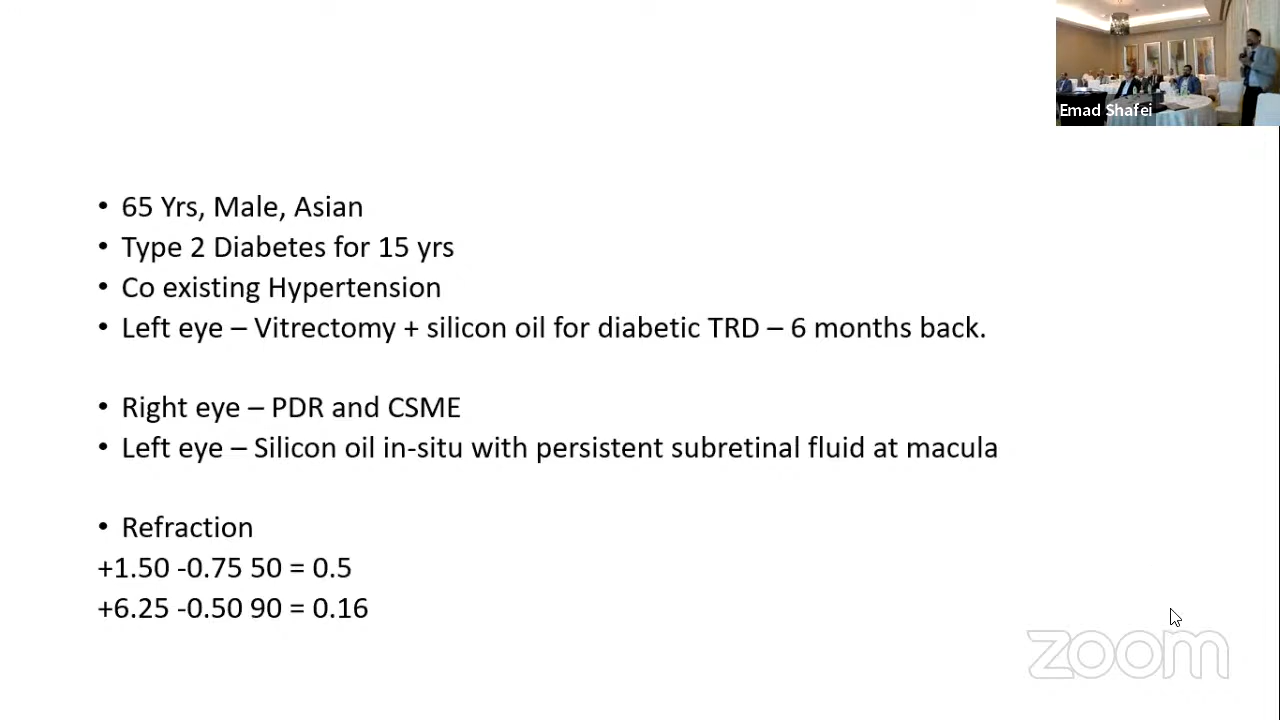 Emad Shafei
• 65 Yrs, Male, Asian
• Type 2 Diabetes for 15 yrs
• Co existing Hypertension
• Left eye – Vitrectomy + silicon oil for diabetic TRD – 6 months back.
• Right eye – PDR and CSME
• Left eye – Silicon oil in-situ with persistent subretinal fluid at macula
• Refraction
+1.50 -0.75 50 = 0.5
+6.25 -0.50 90 = 0.16
zoom